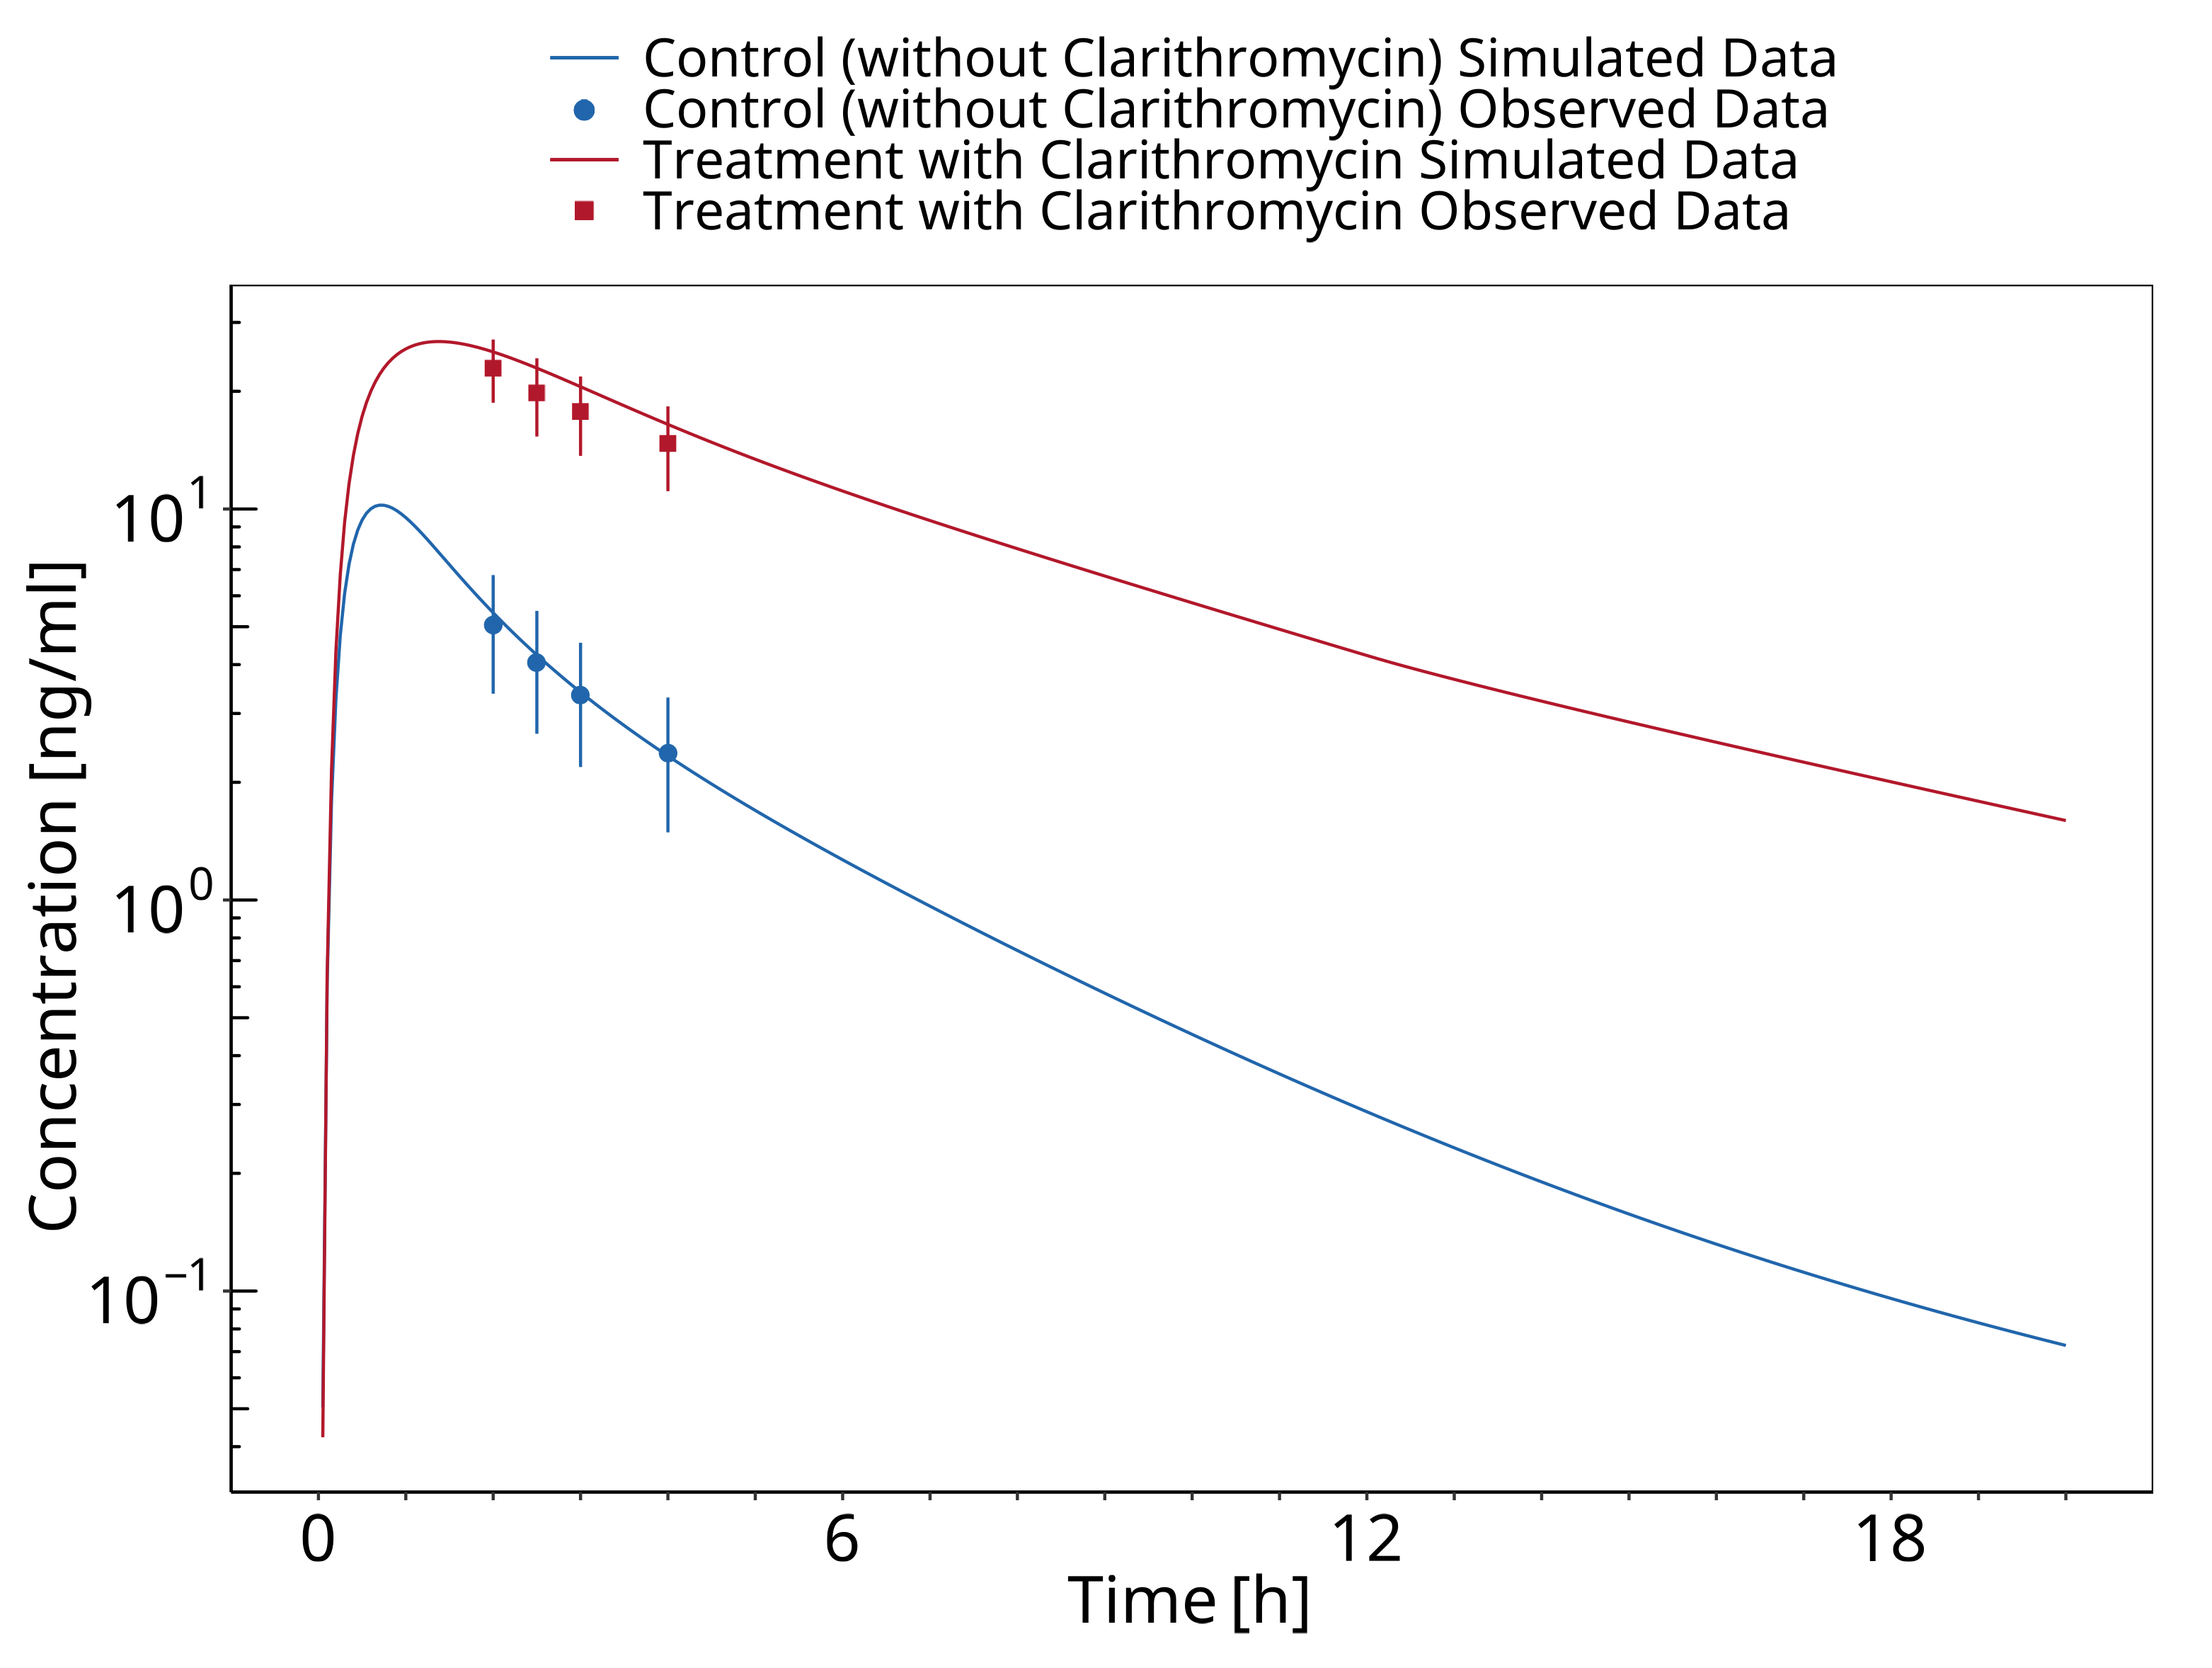 Control (without Clarithromycin) Simulated Data
Control (without Clarithromycin) Observed Data
Treatment with Clarithromycin Simulated Data
Treatment with Clarithromycin Observed Data
Concentration [ng/ml]
10¹
10⁰
10⁻¹
0 6 12 18
Time [h]